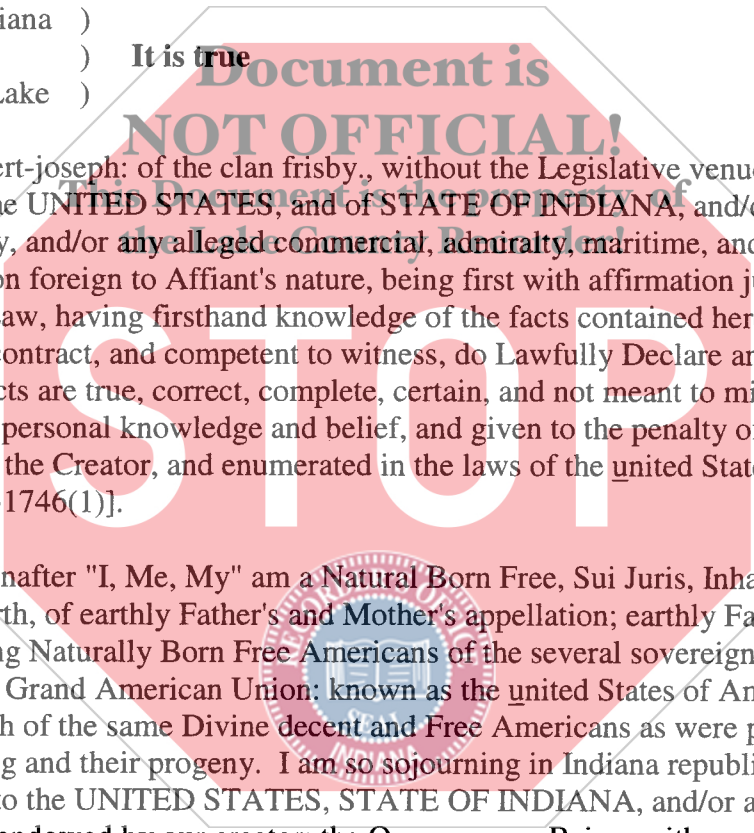 iana )
) It is true
Lake )
Document is
NOT OFFICIAL!
This Document is the property of
the Lake County Recorder!
STOP
ert-joseph: of the clan frisby., without the Legislative venue
e UNITED STATES, and of STATE OF INDIANA, and/
y, and/or any alleged commercial, admiralty, maritime, and
on foreign to Affiant's nature, being first with affirmation j
aw, having firsthand knowledge of the facts contained her
contract, and competent to witness, do Lawfully Declare a
cts are true, correct, complete, certain, and not meant to mi
personal knowledge and belief, and given to the penalty o
the Creator, and enumerated in the laws of the united Stat
1746(1)].
nafter "I, Me, My" am a Natural Born Free, Sui Juris, Inha
rth, of earthly Father's and Mother's appellation; earthly Fa
ng Naturally Born Free Americans of the several sovereign
Grand American Union: known as the united States of Am
h of the same Divine decent and Free Americans as were p
g and their progeny. I am so sojourning in Indiana republi
to the UNITED STATES, STATE OF INDIANA, and/or a
RECORDER'S OFFICE
SEAL
INDIANA